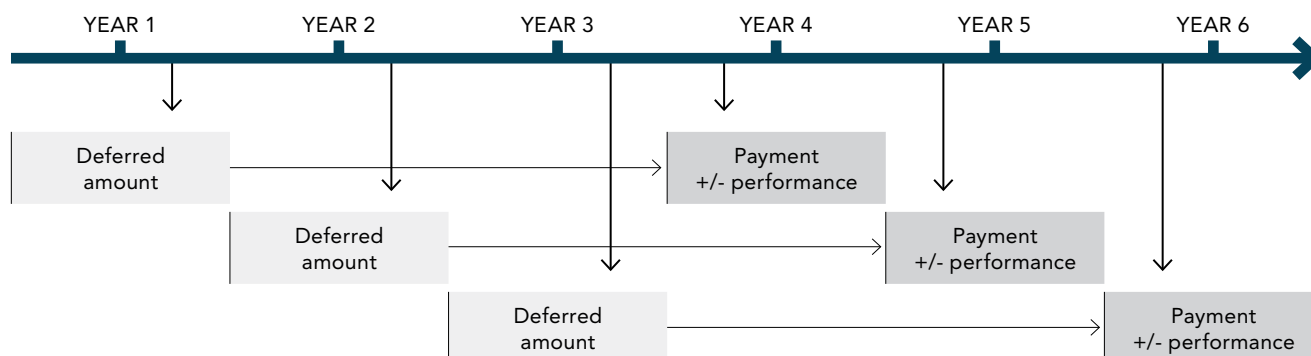 YEAR 1
YEAR 2
YEAR 3
YEAR 4
YEAR 5
YEAR 6
Deferred
amount
Payment
+/- performance
Deferred
amount
Payment
+/- performance
Deferred
amount
Payment
+/- performance